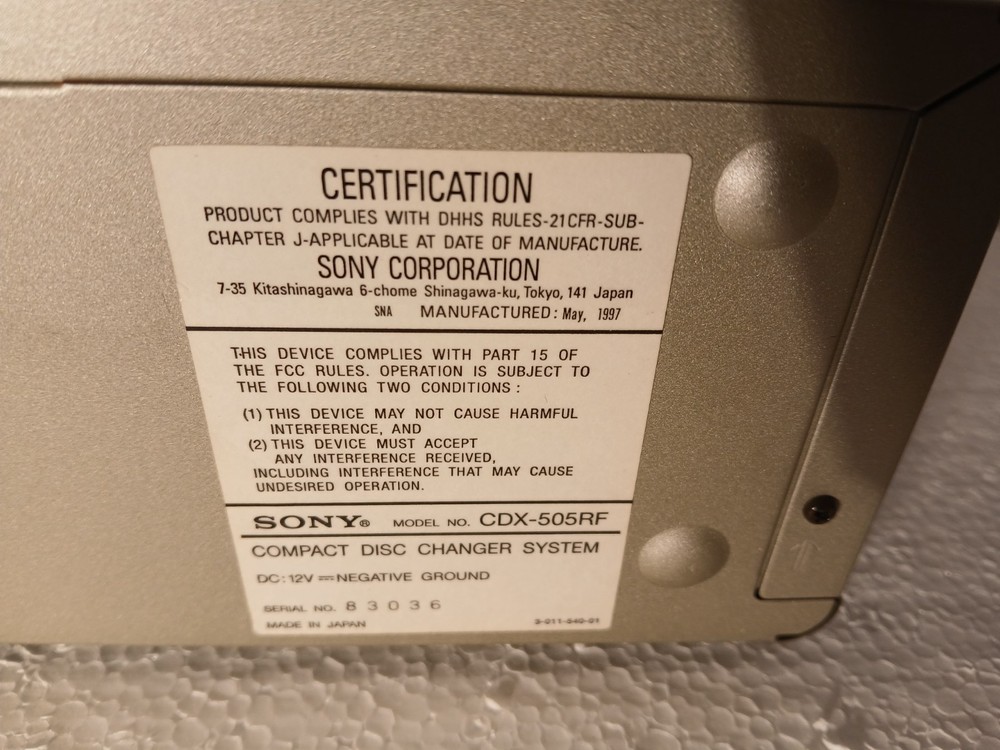 CERTIFICATION
PRODUCT COMPLIES WITH DHHS RULES-21CFR-SUB-
CHAPTER J-APPLICABLE AT DATE OF MANUFACTURE.
SONY CORPORATION
7-35 Kitashinagawa 6-chome Shinagawa-ku, Tokyo, 141 Japan
SNA MANUFACTURED: May, 1997
THIS DEVICE COMPLIES WITH PART 15 OF
THE FCC RULES. OPERATION IS SUBJECT TO
THE FOLLOWING TWO CONDITIONS :
(1) THIS DEVICE MAY NOT CAUSE HARMFUL
INTERFERENCE, AND
(2) THIS DEVICE MUST ACCEPT
ANY INTERFERENCE RECEIVED,
INCLUDING INTERFERENCE THAT MAY CAUSE
UNDESIRED OPERATION.
SONY® MODEL NO. CDX-505RF
COMPACT DISC CHANGER SYSTEM
DC: 12V ⎓ NEGATIVE GROUND
SERIAL NO. 83036
MADE IN JAPAN 3-011-540-01